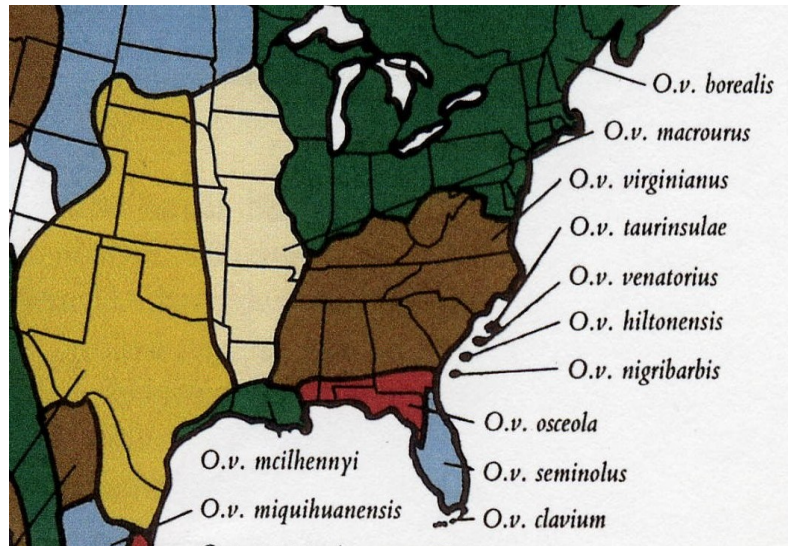 O.v. borealis
O.v. macrourus
O.v. virginianus
O.v. taurinsulae
O.v. venatorius
O.v. hiltonensis
O.v. nigribarbis
O.v. osceola
O.v. mcilhennyi
O.v. seminolus
O.v. miquihuanensis
O.v. clavium